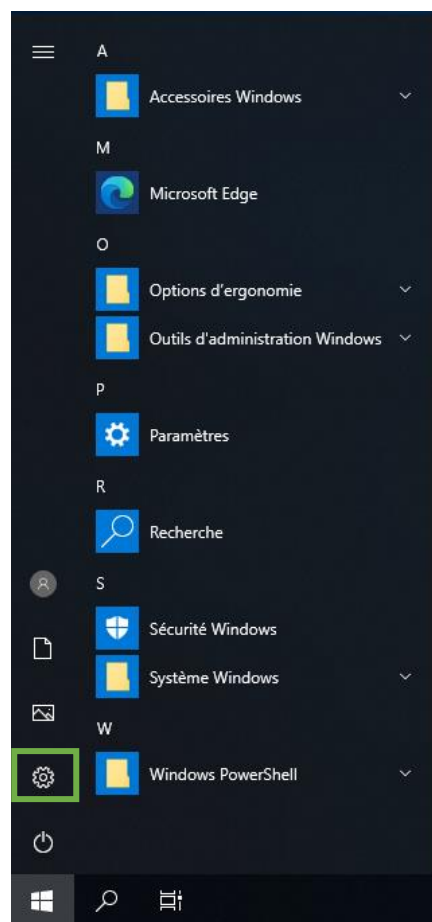 A
Accessoires Windows
M
Microsoft Edge
O
Options d'ergonomie
Outils d'administration Windows
P
Paramètres
R
Recherche
S
Sécurité Windows
Système Windows
W
Windows PowerShell